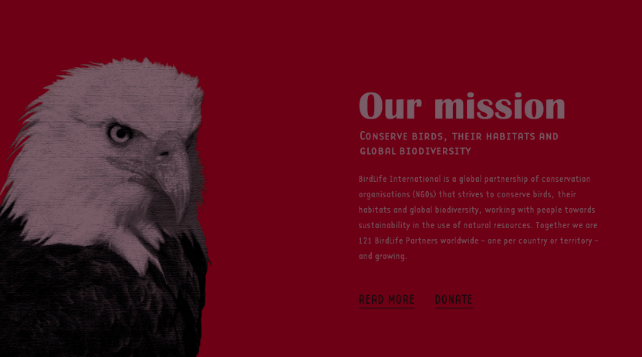 Our mission
Conserve birds, their habitats and
global biodiversity
BirdLife International is a global partnership of conservation
organisations (NGOs) that strives to conserve birds, their
habitats and global biodiversity, working with people towards
sustainability in the use of natural resources. Together we are
121 BirdLife Partners worldwide – one per country or territory –
and growing.
READ MORE DONATE